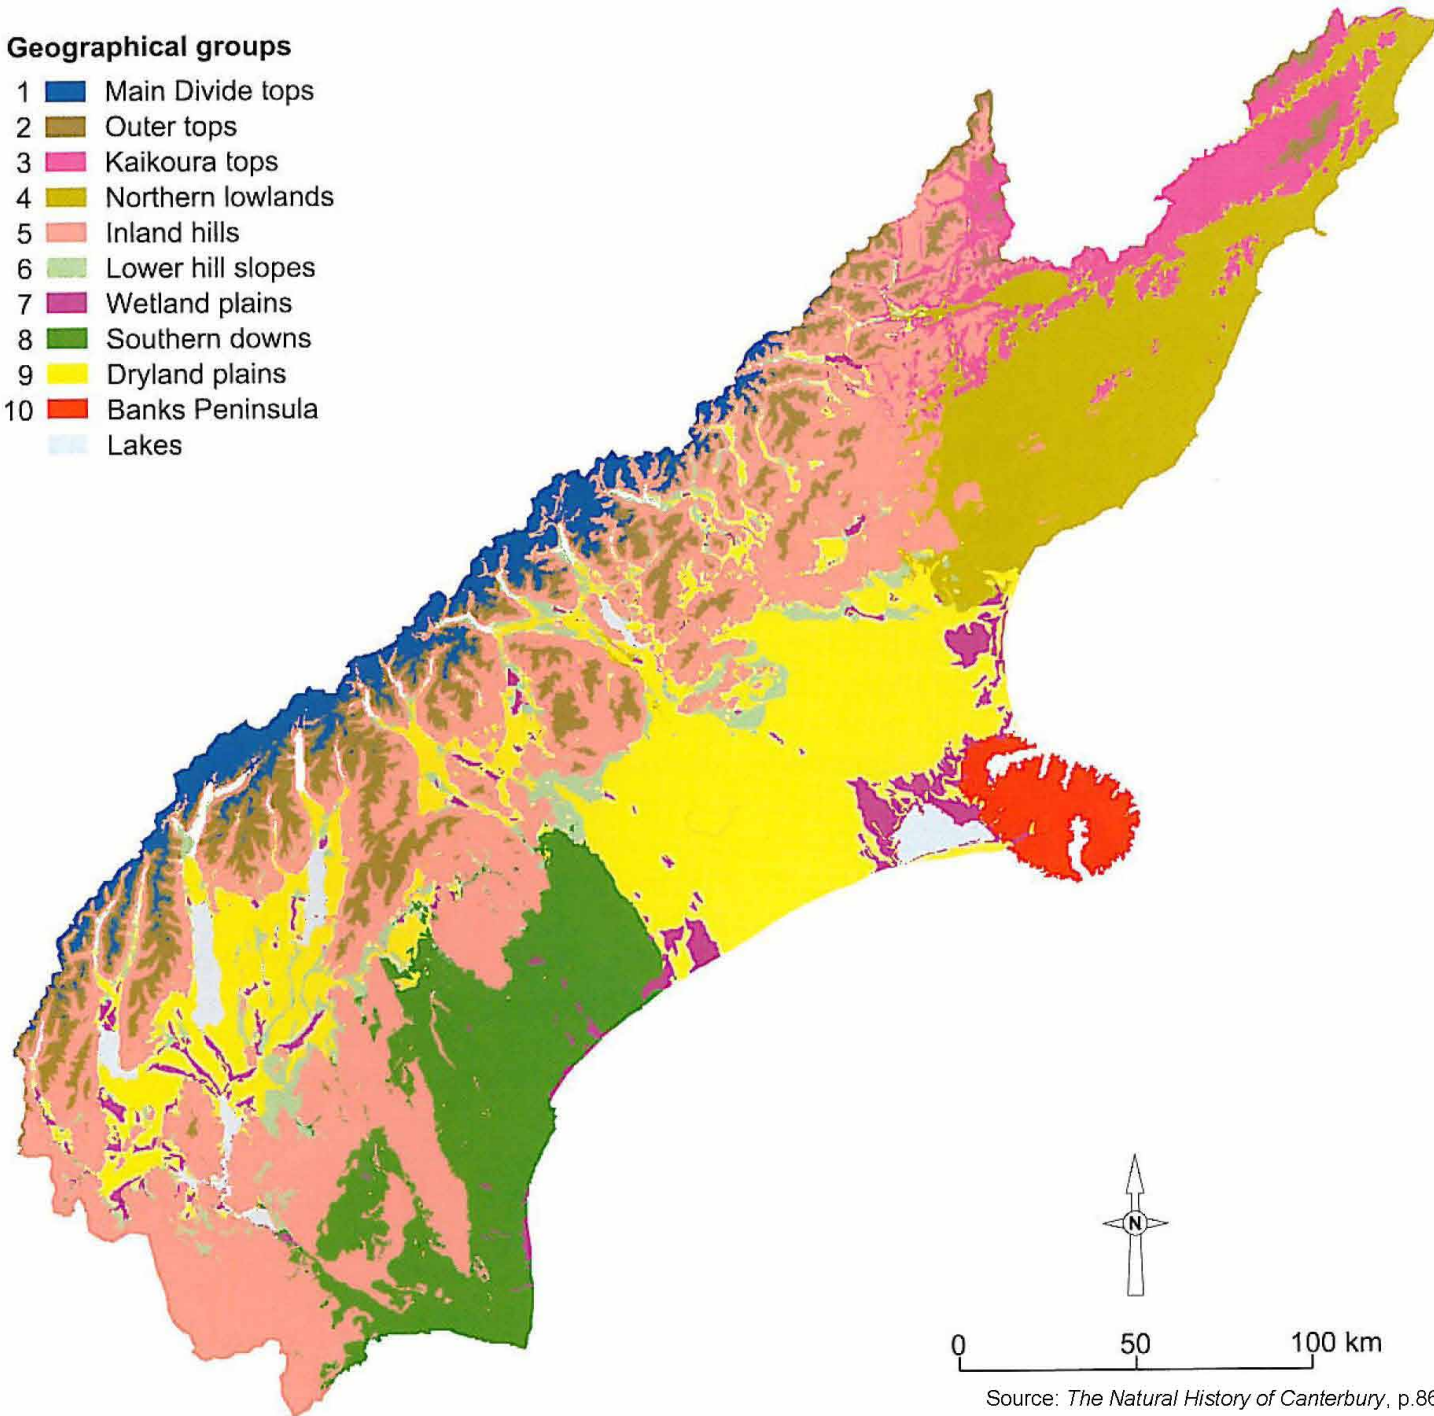 Geographical groups
1 Main Divide tops
2 Outer tops
3 Kaikoura tops
4 Northern lowlands
5 Inland hills
6 Lower hill slopes
7 Wetland plains
8 Southern downs
9 Dryland plains
10 Banks Peninsula
Lakes
N
0 50 100 km
Source: The Natural History of Canterbury, p.86